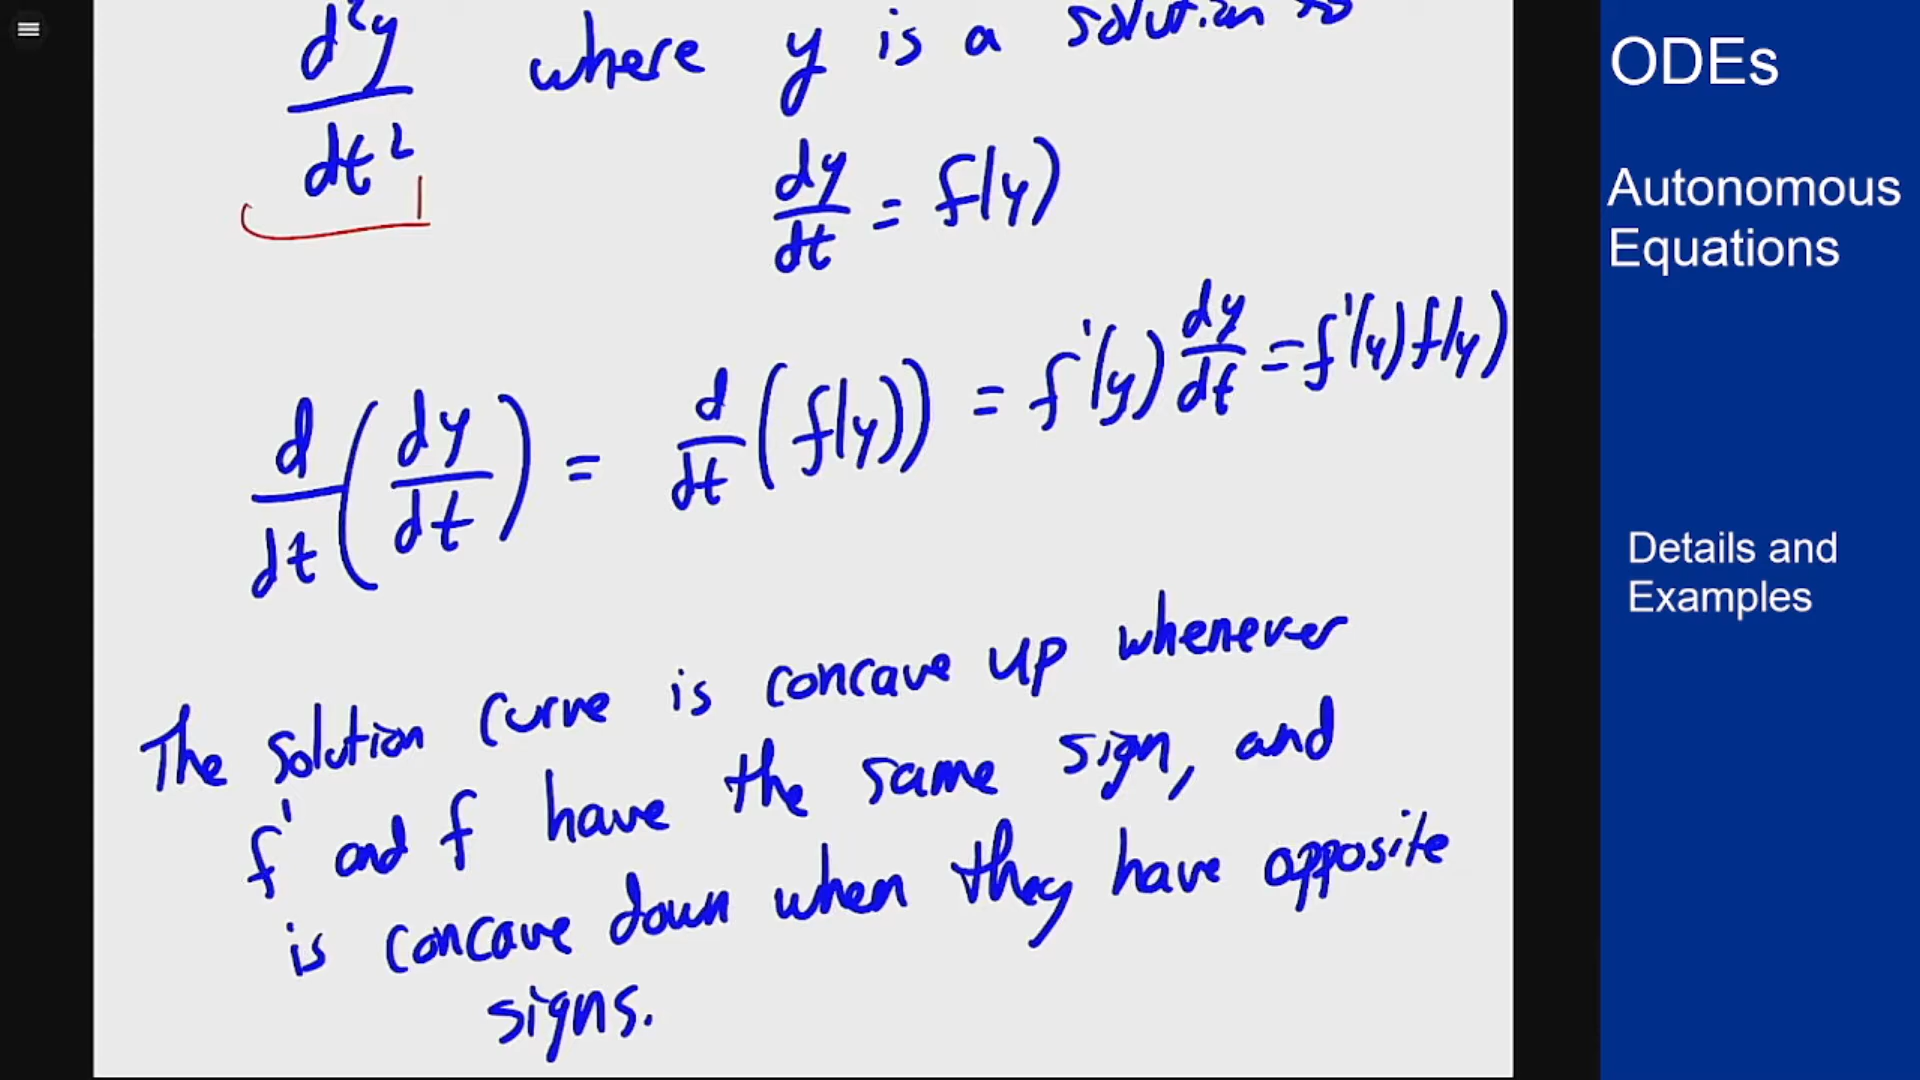 d²y/dt² where y is a solution to
dy/dt = f(y)
d/dt (dy/dt) = d/dt (f(y)) = f'(y) dy/dt = f'(y) f(y)
The solution curve is concave up whenever
f' and f have the same sign, and
is concave down when they have opposite
signs.
ODEs
Autonomous
Equations
Details and
Examples